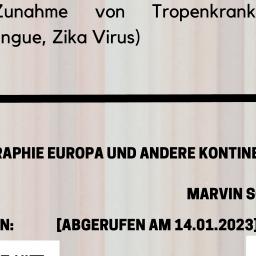 Zunahme von Tropenkrank
ngue, Zika Virus)
RAPHIE EUROPA UND ANDERE KONTINE
MARVIN S
N: [ABGERUFEN AM 14.01.2023]